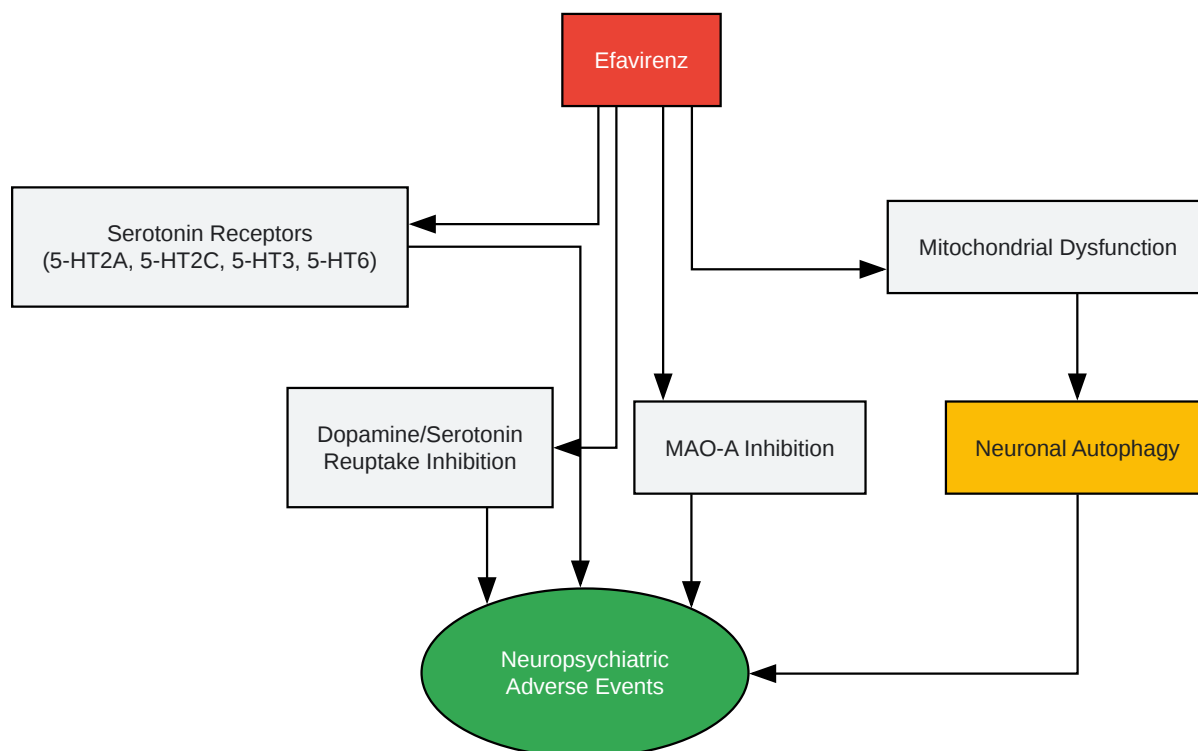 Efavirenz
Serotonin Receptors
(5-HT2A, 5-HT2C, 5-HT3, 5-HT6)
Mitochondrial Dysfunction
Dopamine/Serotonin
Reuptake Inhibition
MAO-A Inhibition
Neuronal Autophagy
Neuropsychiatric
Adverse Events